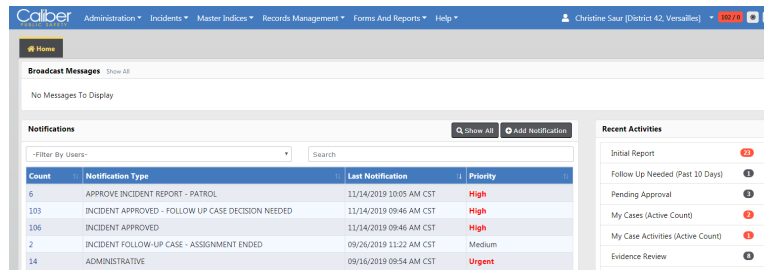 Caliber
PUBLIC SAFETY
Administration Incidents Master Indices Records Management Forms And Reports Help Christine Saur [District 42, Versailles] 102 / 0
Home
Broadcast Messages Show All
No Messages To Display
Notifications Show All Add Notification
-Filter By Users- Search
Count Notification Type Last Notification Priority
6 APPROVE INCIDENT REPORT - PATROL 11/14/2019 10:05 AM CST High
103 INCIDENT APPROVED - FOLLOW UP CASE DECISION NEEDED 11/14/2019 09:46 AM CST High
106 INCIDENT APPROVED 11/14/2019 09:46 AM CST High
2 INCIDENT FOLLOW-UP CASE - ASSIGNMENT ENDED 09/26/2019 11:22 AM CST Medium
14 ADMINISTRATIVE 09/16/2019 09:54 AM CST Urgent
Recent Activities
Initial Report 23
Follow Up Needed (Past 10 Days) 1
Pending Approval 3
My Cases (Active Count) 2
My Case Activities (Active Count) 1
Evidence Review 8